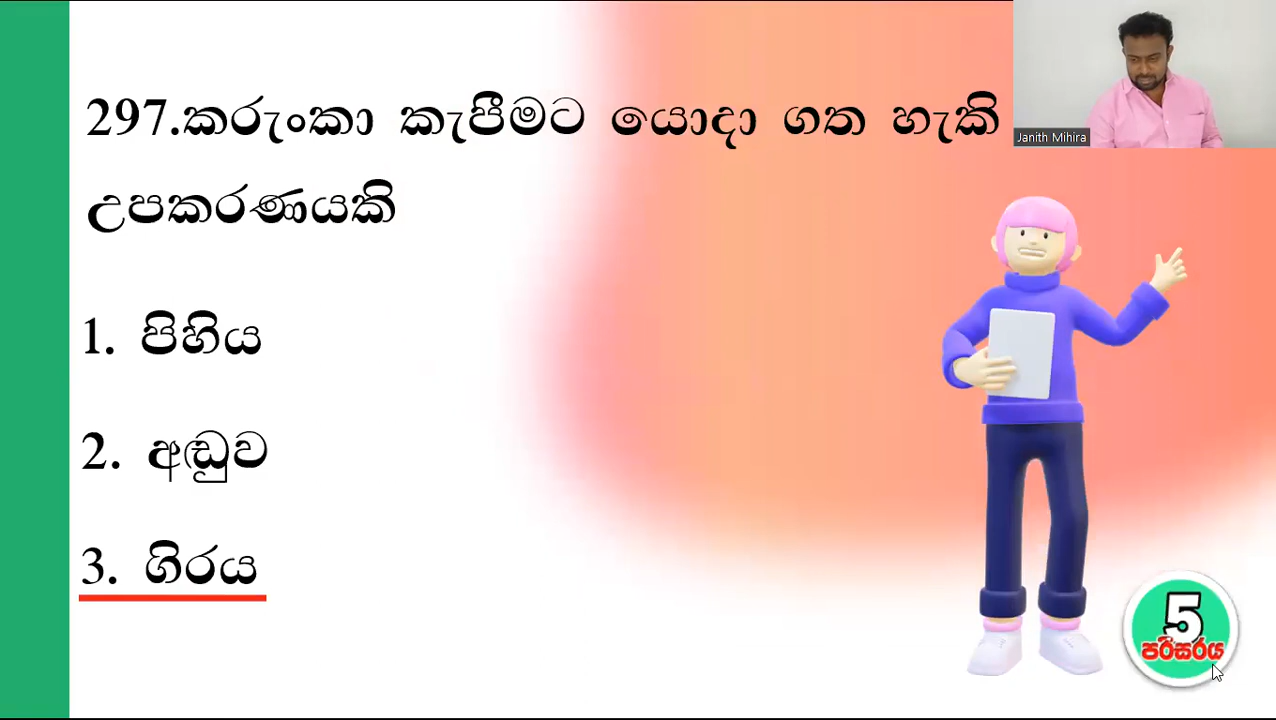 297.කරුංකා කැපීමට යොදා ගත හැකි
උපකරණයකි
1. පිහිය
2. අඬුව
3. ගිරය
Janith Mihira
5
පරිසරය